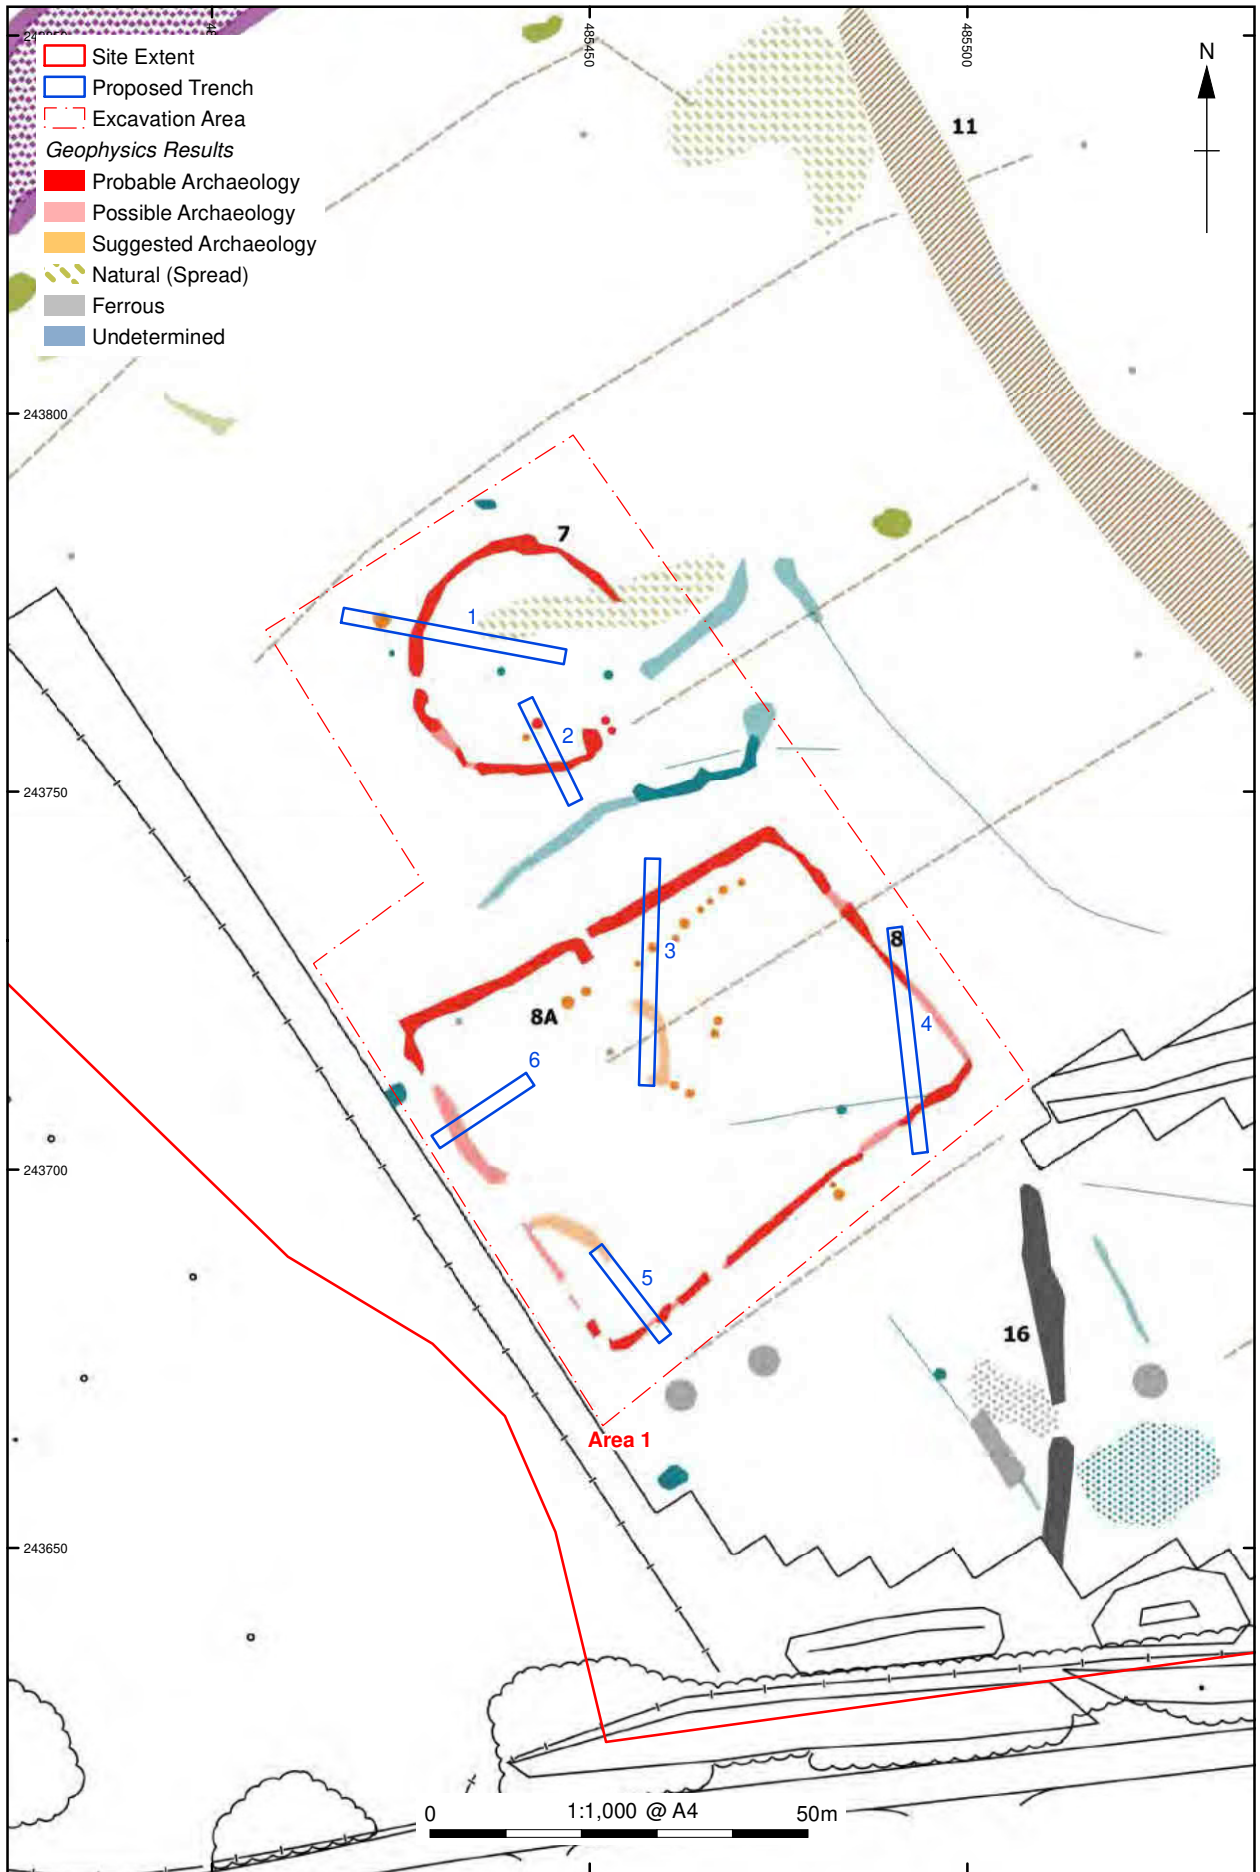 485450
485500
Site Extent
Proposed Trench
Excavation Area
Geophysics Results
Probable Archaeology
Possible Archaeology
Suggested Archaeology
Natural (Spread)
Ferrous
Undetermined
N
11
243800
7
1
2
243750
3
8
8A
4
6
243700
5
16
Area 1
243650
0 1:1,000 @ A4 50m